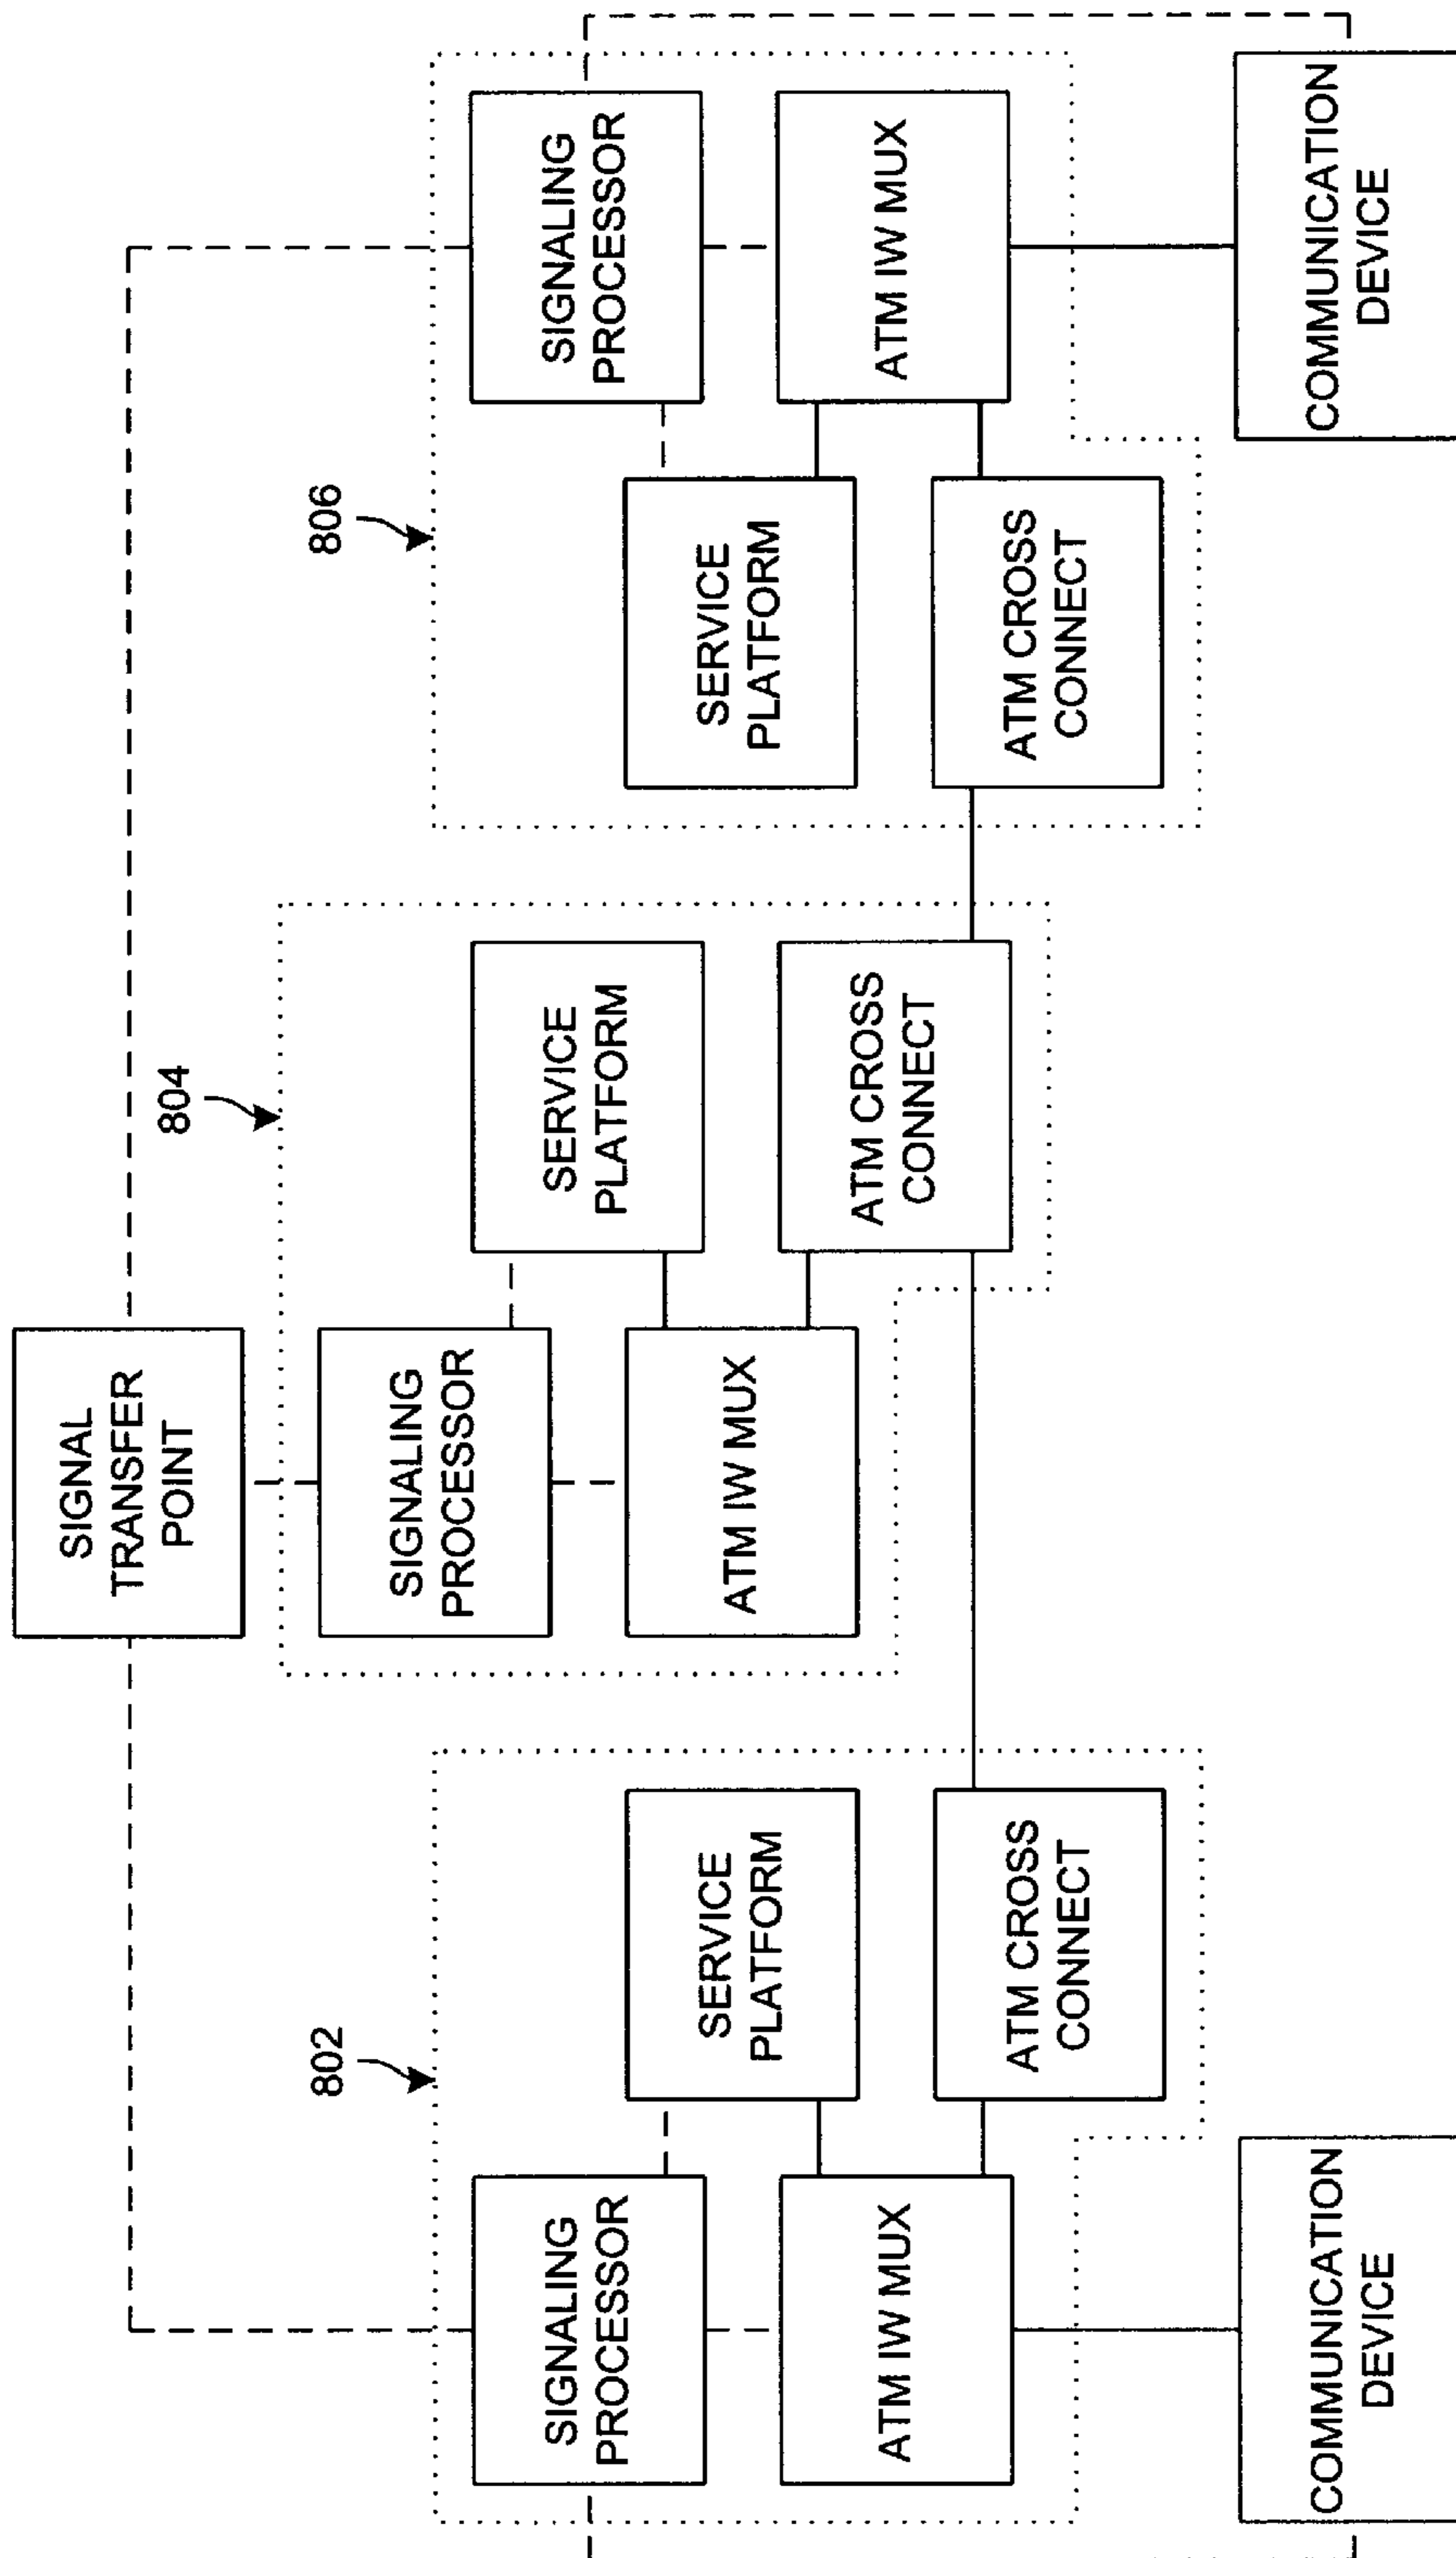 SIGNAL
TRANSFER
POINT
802
SIGNALING
PROCESSOR
SERVICE
PLATFORM
ATM IW MUX
ATM CROSS
CONNECT
COMMUNICATION
DEVICE
804
SIGNALING
PROCESSOR
SERVICE
PLATFORM
ATM IW MUX
ATM CROSS
CONNECT
806
SERVICE
PLATFORM
SIGNALING
PROCESSOR
ATM CROSS
CONNECT
ATM IW MUX
COMMUNICATION
DEVICE